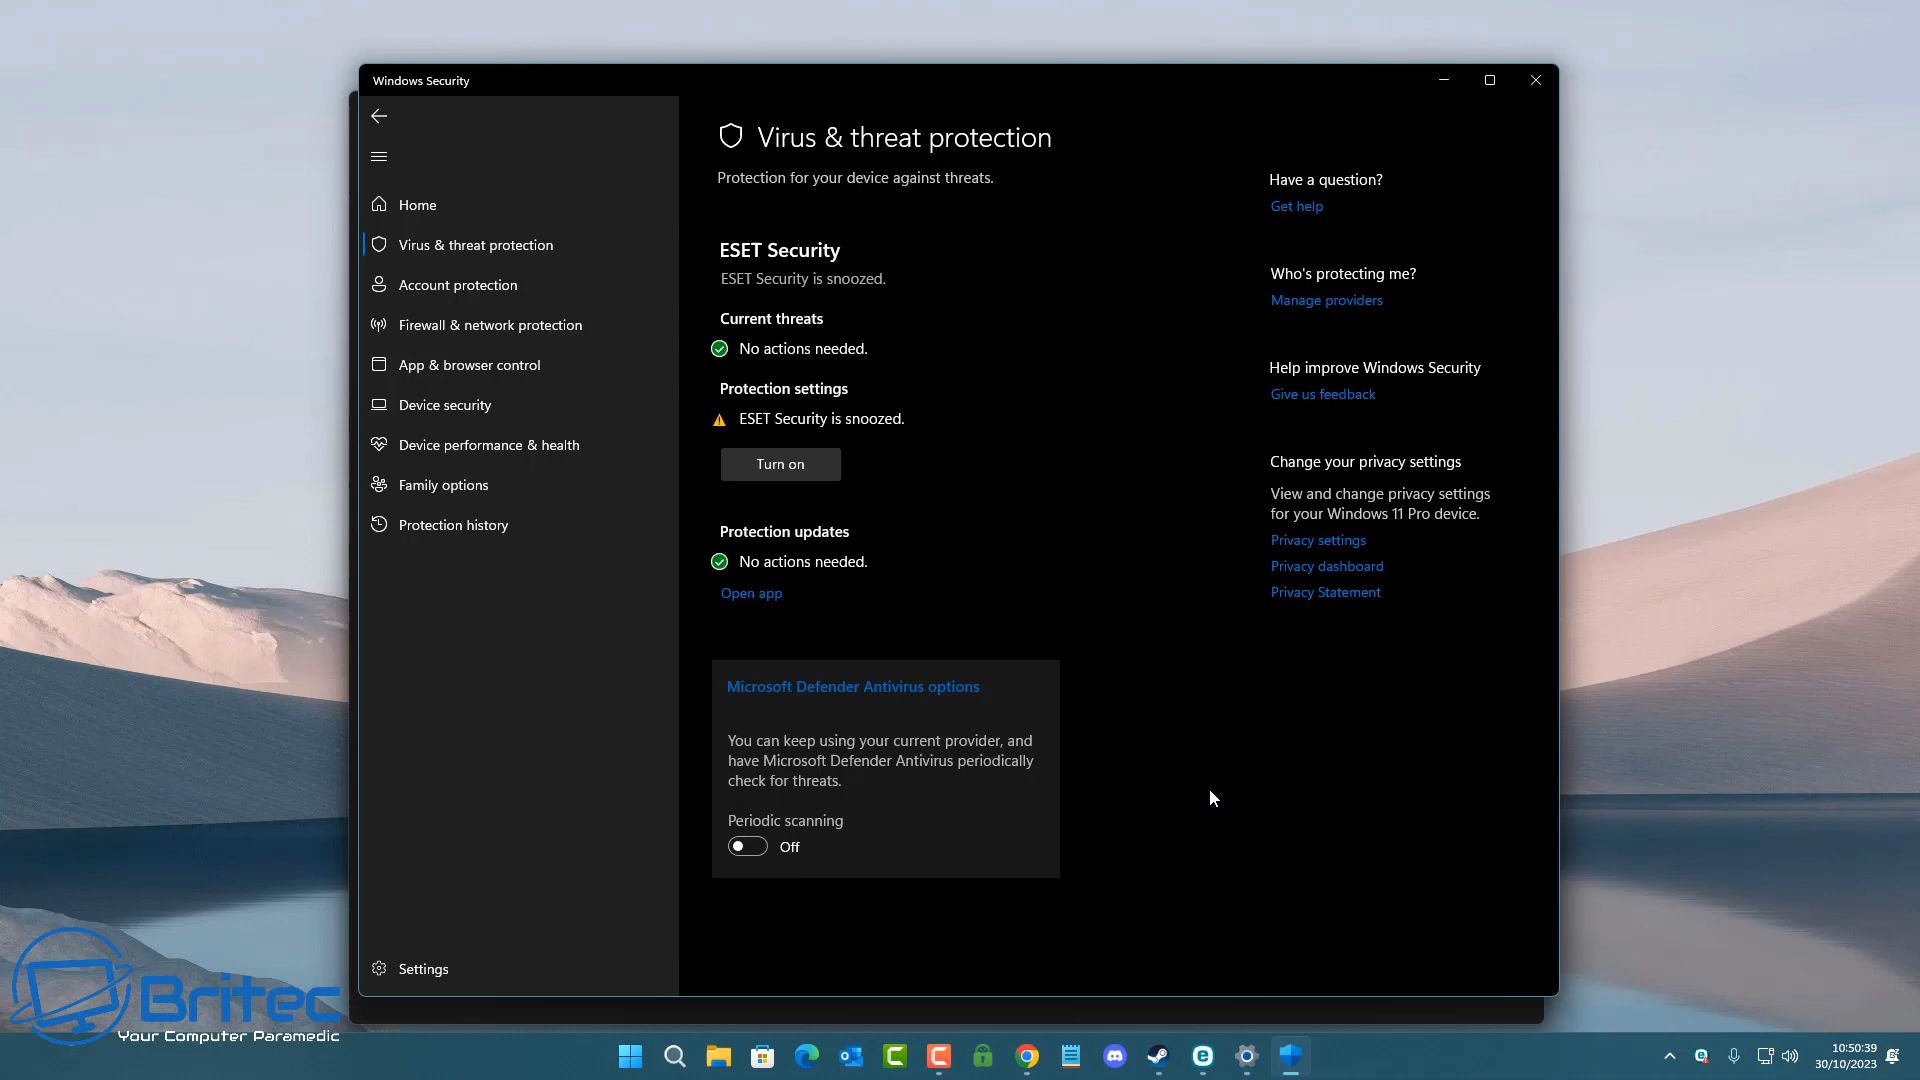 Windows Security
Home
Virus & threat protection
Account protection
Firewall & network protection
App & browser control
Device security
Device performance & health
Family options
Protection history
Settings
Virus & threat protection
Protection for your device against threats.
ESET Security
ESET Security is snoozed.
Current threats
No actions needed.
Protection settings
ESET Security is snoozed.
Turn on
Protection updates
No actions needed.
Open app
Microsoft Defender Antivirus options
You can keep using your current provider, and
have Microsoft Defender Antivirus periodically
check for threats.
Periodic scanning
Off
Have a question?
Get help
Who's protecting me?
Manage providers
Help improve Windows Security
Give us feedback
Change your privacy settings
View and change privacy settings
for your Windows 11 Pro device.
Privacy settings
Privacy dashboard
Privacy Statement
Britec
Your Computer Paramedic
10:50:39
30/10/2023